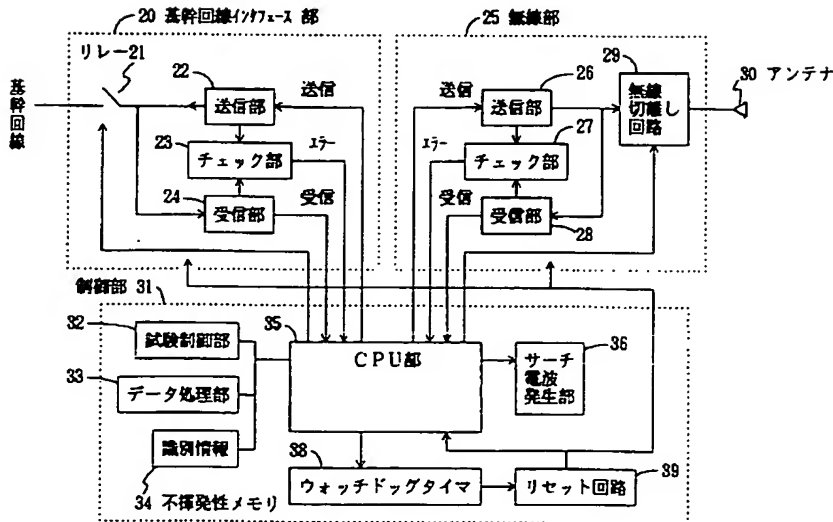 20 基幹回線インタフェース 部
25 無線部
リレー21
22
送信部
送信
23
チェック部
エラー
24
受信部
受信
基幹回線
送信
26
送信部
エラー
27
チェック部
受信
受信部
28
29
無線
切離し
回路
30 アンテナ
制御部 31
32
試験制御部
33
データ処理部
識別情報
34 不揮発性メモリ
35
CPU部
36
サーチ
電波
発生部
38
ウォッチドッグタイマ
リセット回路
39